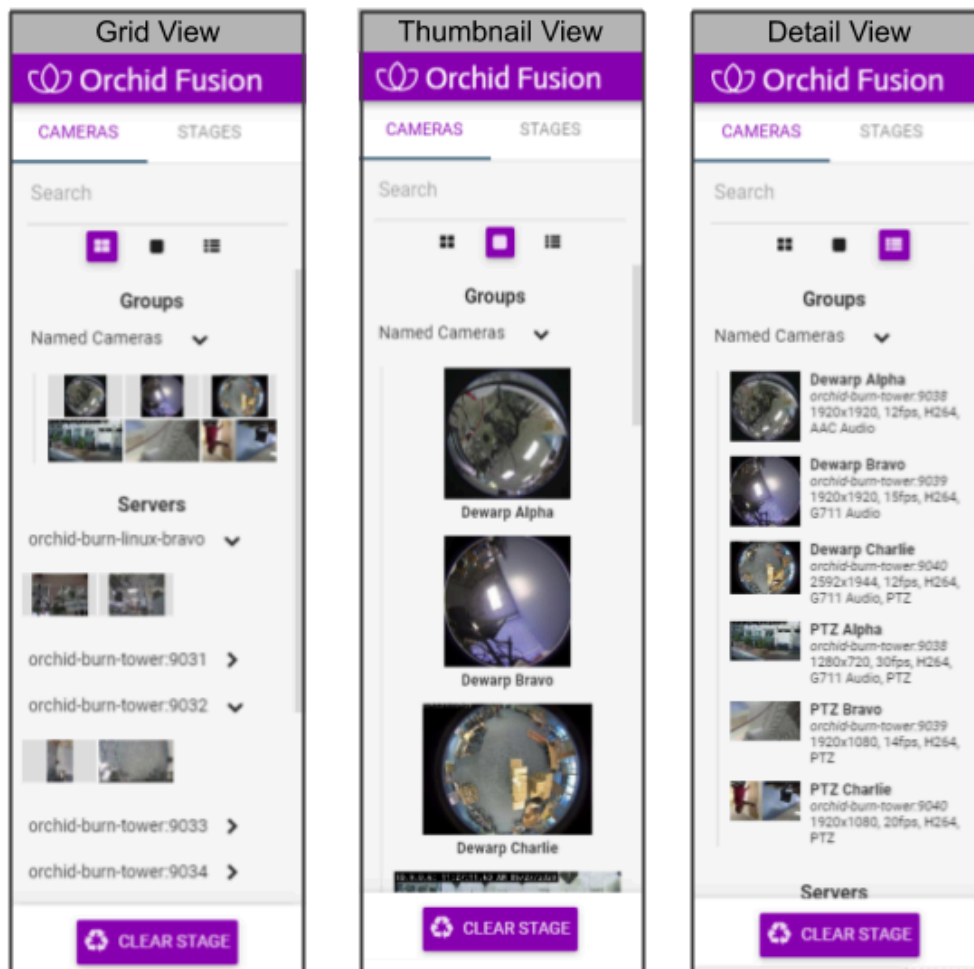 Grid View
Orchid Fusion
CAMERAS STAGES
Search
Groups
Named Cameras
Servers
orchid-burn-linux-bravo
orchid-burn-tower:9031
orchid-burn-tower:9032
orchid-burn-tower:9033
orchid-burn-tower:9034
CLEAR STAGE
Thumbnail View
Orchid Fusion
CAMERAS STAGES
Search
Groups
Named Cameras
Dewarp Alpha
Dewarp Bravo
Dewarp Charlie
CLEAR STAGE
Detail View
Orchid Fusion
CAMERAS STAGES
Search
Groups
Named Cameras
Dewarp Alpha
orchid-burn-tower:9038
1920x1920, 12fps, H264,
AAC Audio
Dewarp Bravo
orchid-burn-tower:9039
1920x1920, 15fps, H264,
G711 Audio
Dewarp Charlie
orchid-burn-tower:9040
2592x1944, 12fps, H264,
G711 Audio, PTZ
PTZ Alpha
orchid-burn-tower:9038
1280x720, 30fps, H264,
G711 Audio, PTZ
PTZ Bravo
orchid-burn-tower:9039
1920x1080, 14fps, H264,
PTZ
PTZ Charlie
orchid-burn-tower:9040
1920x1080, 20fps, H264,
PTZ
Servers
CLEAR STAGE